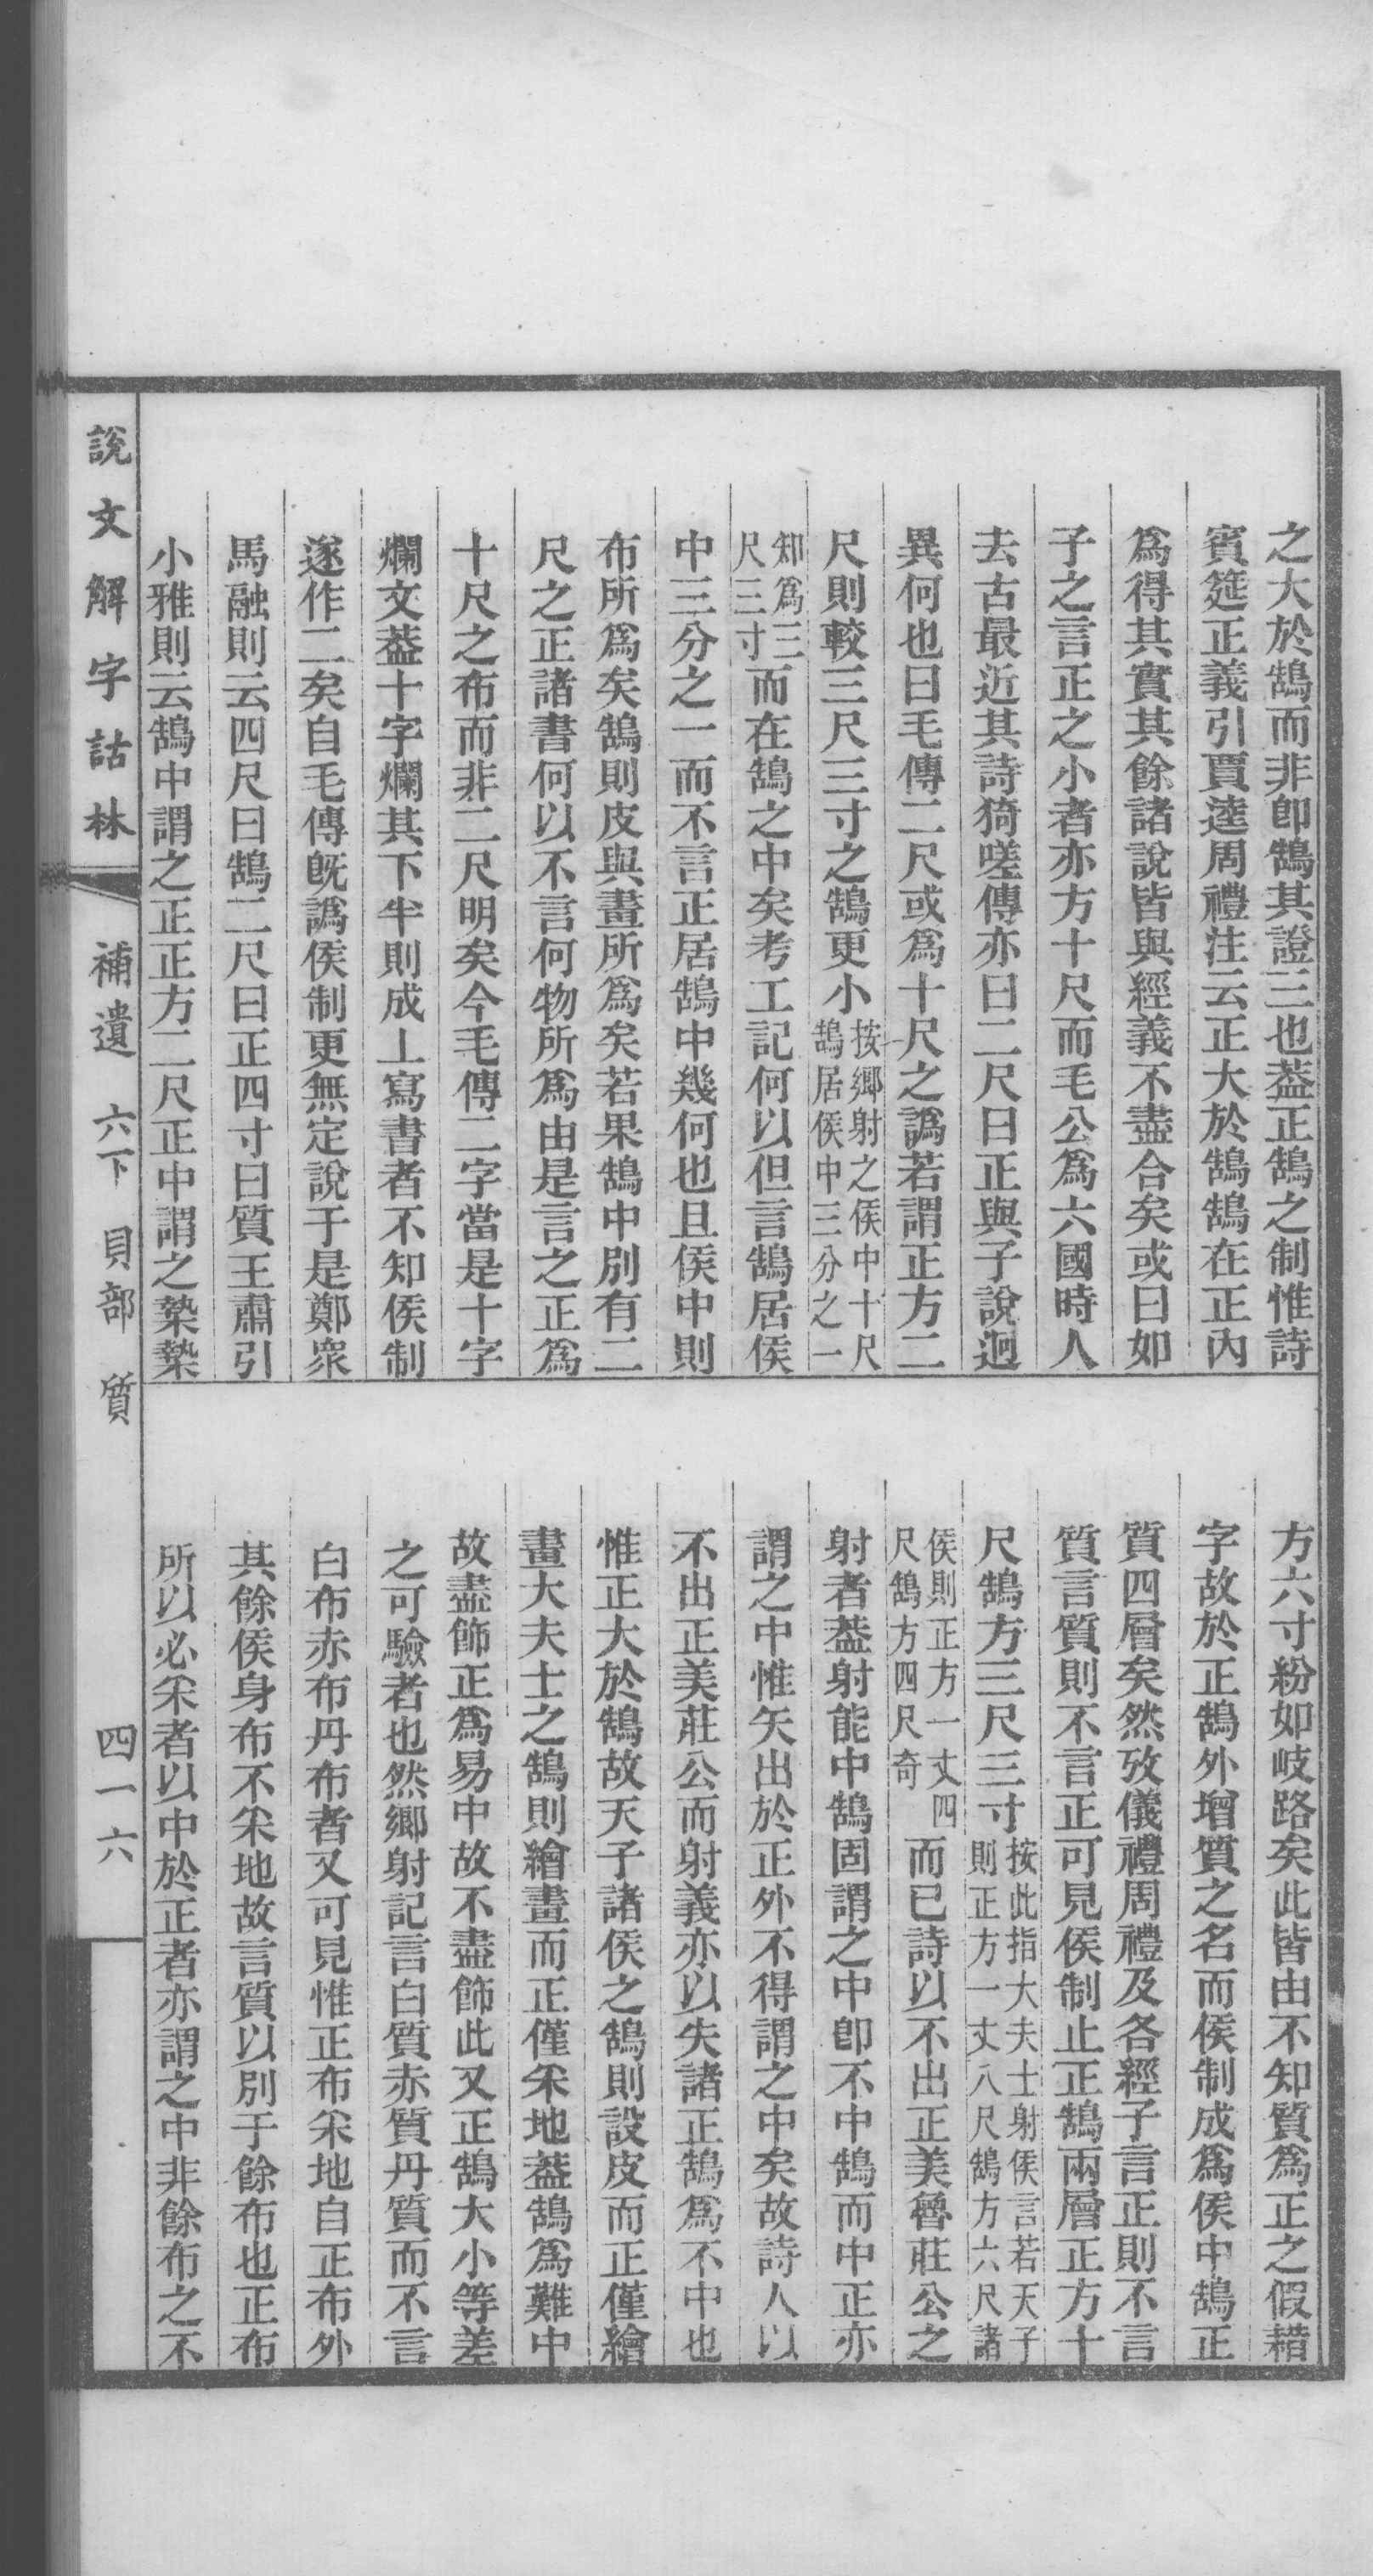 之大於鵠而非卽鵠其證三也葢正鵠之制惟詩
賓筵正義引賈逵周禮注云正大於鵠鵠在正內
爲得其實其餘諸說皆與經義不盡合矣或曰如
子之言正之小者亦方十尺而毛公爲六國時人
去古最近其詩猗嗟傳亦曰二尺曰正與子說迥
異何也曰毛傳二尺或爲十尺之譌若謂正方二
尺則較三尺三寸之鵠更小按鄉射之侯中十尺鵠居侯中三分之一
知爲三尺三寸而在鵠之中矣考工記何以但言鵠居侯
中三分之一而不言正居鵠中幾何也且侯中則
布所爲矣鵠則皮與畫所爲矣若果鵠中別有二
尺之正諸書何以不言何物所爲由是言之正爲
十尺之布而非二尺明矣今毛傳二字當是十字
爛文葢十字爛其下半則成丄寫書者不知侯制
遂作二矣自毛傳旣譌侯制更無定說于是鄭衆
馬融則云四尺曰鵠二尺曰正四寸曰質王肅引
小雅則云鵠中謂之正正方二尺正中謂之槷槷
方六寸紛如岐路矣此皆由不知質爲正之假耤
字故於正鵠外增質之名而侯制成爲侯中鵠正
質四層矣然攷儀禮周禮及各經子言正則不言
質言質則不言正可見侯制止正鵠兩層正方十
尺鵠方三尺三寸按此指大夫士射侯言若天子則正方一丈八尺鵠方六尺諸
侯則正方一丈四尺鵠方四尺奇而已詩以不出正美魯莊公之
射者葢射能中鵠固謂之中卽不中鵠而中正亦
謂之中惟矢出於正外不得謂之中矣故詩人以
不出正美莊公而射義亦以失諸正鵠爲不中也
惟正大於鵠故天子諸侯之鵠則設皮而正僅繪
畫大夫士之鵠則繪畫而正僅采地葢鵠爲難中
故盡飾正爲易中故不盡飾此又正鵠大小等差
之可驗者也然鄉射記言白質赤質丹質而不言
白布赤布丹布者又可見惟正布采地自正布外
其餘侯身布不采地故言質以別于餘布也正布
所以必采者以中於正者亦謂之中非餘布之不
說文解字詁林 補遺 六下 貝部 質 四一六